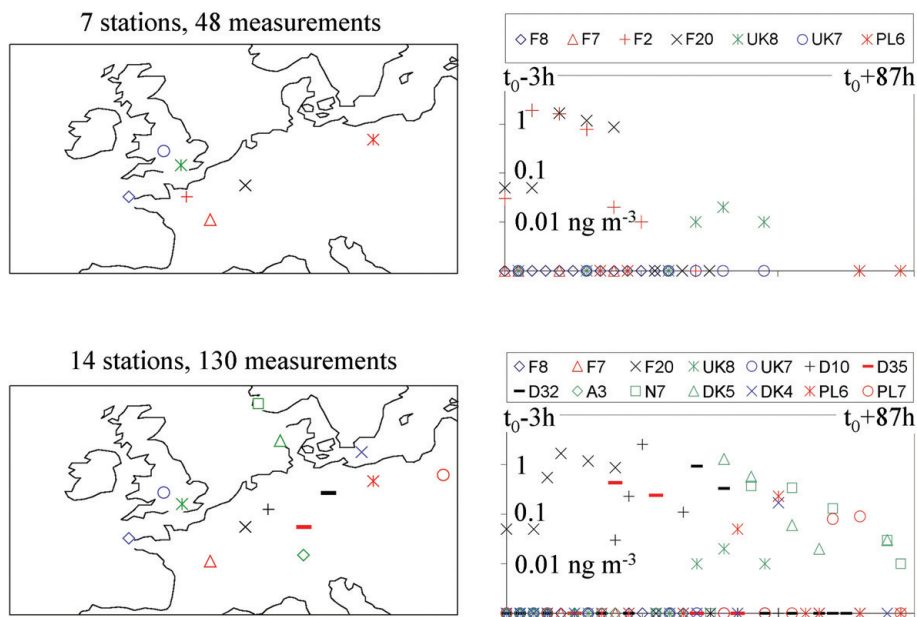 7 stations, 48 measurements
F8 F7 F2 F20 UK8 UK7 PL6
t0-3h t0+87h
1
0.1
0.01 ng m-3
14 stations, 130 measurements
F8 F7 F20 UK8 UK7 D10 D35
D32 A3 N7 DK5 DK4 PL6 PL7
t0-3h t0+87h
1
0.1
0.01 ng m-3